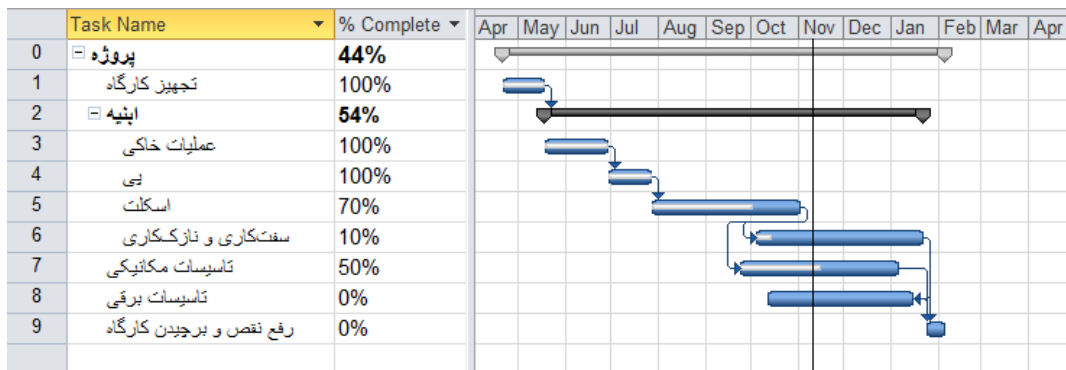 Task Name % Complete Apr May Jun Jul Aug Sep Oct Nov Dec Jan Feb Mar Apr
0 پروژه 44%
1 تجهیز کارگاه 100%
2 ابنیه 54%
3 عملیات خاکی 100%
4 پی 100%
5 اسکلت 70%
6 سفت‌کاری و نازک‌کاری 10%
7 تاسیسات مکانیکی 50%
8 تاسیسات برقی 0%
9 رفع نقص و برچیدن کارگاه 0%